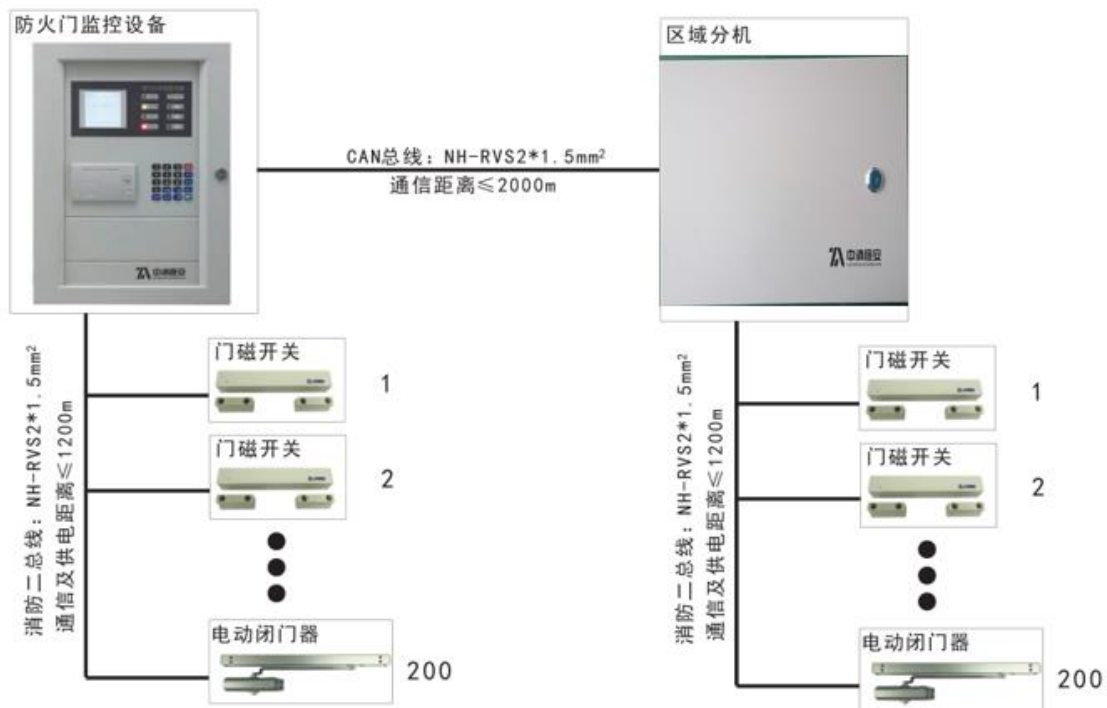 防火门监控设备
区域分机
CAN总线：NH-RVS2*1.5mm²
通信距离≤2000m
消防二总线：NH-RVS2*1.5mm²
通信及供电距离≤1200m
门磁开关
1
门磁开关
2
电动闭门器
200
消防二总线：NH-RVS2*1.5mm²
通信及供电距离≤1200m
门磁开关
1
门磁开关
2
电动闭门器
200